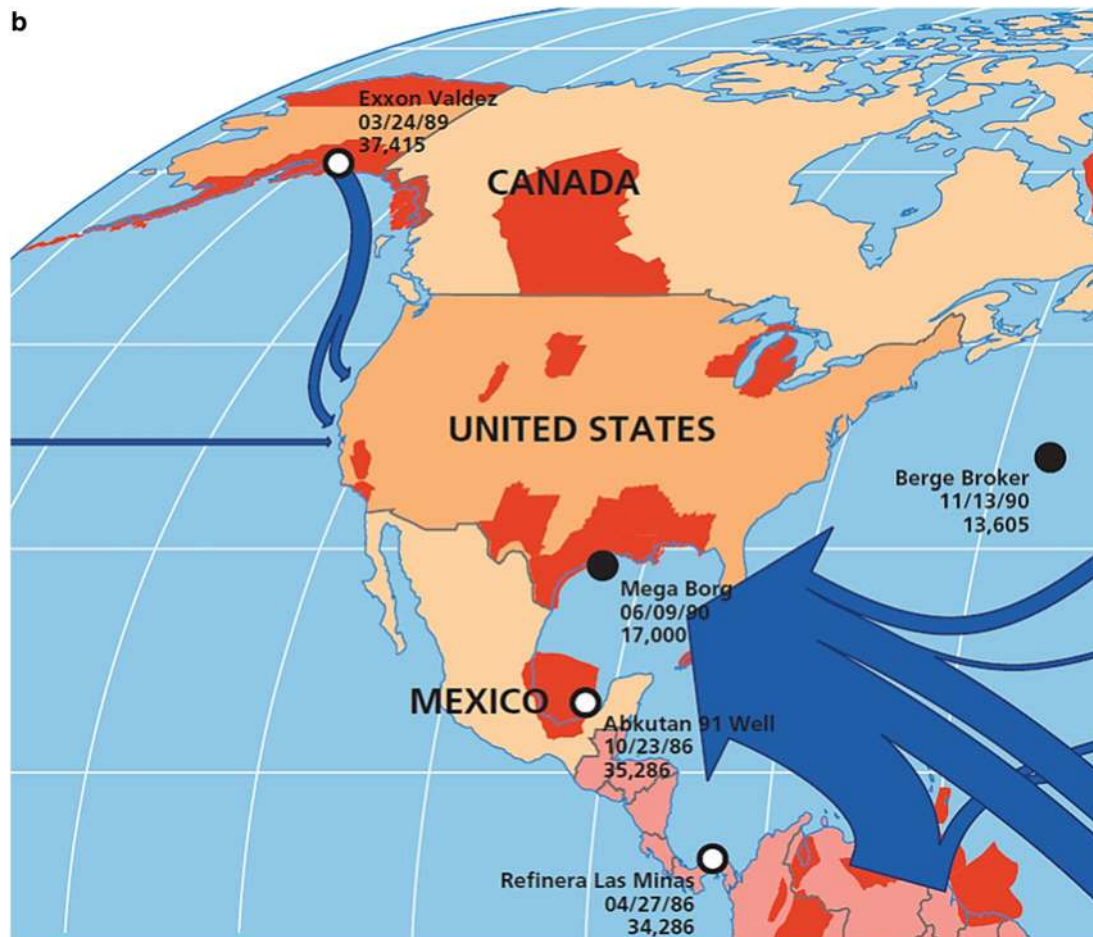 b
Exxon Valdez
03/24/89
37,415
CANADA
UNITED STATES
Berge Broker
11/13/90
13,605
Mega Borg
06/09/90
17,000
MEXICO
Abkutan 91 Well
10/23/86
35,286
Refinera Las Minas
04/27/86
34,286